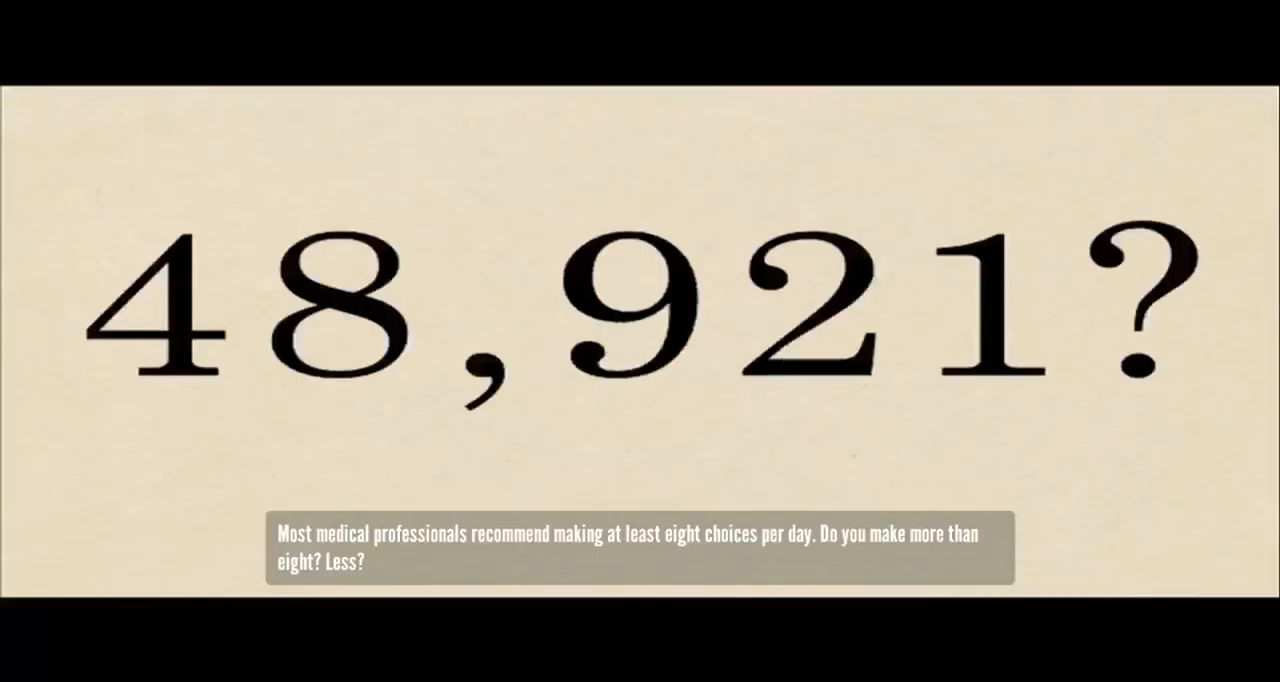 48,921?
Most medical professionals recommend making at least eight choices per day. Do you make more than
eight? Less?